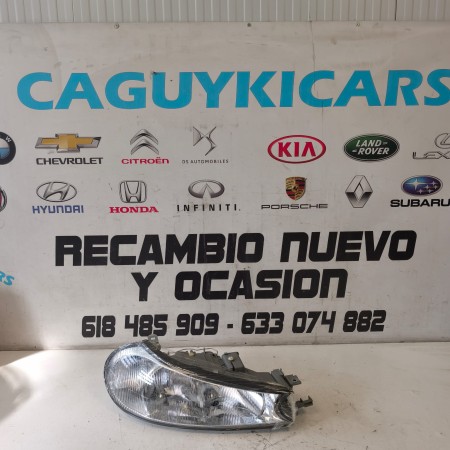 CAGUYKICARS
CHEVROLET
CITROËN
DS AUTOMOBILES
KIA
LAND ROVER
LEXUS
HYUNDAI
HONDA
INFINITI
PORSCHE
SUBARU
RECAMBIO NUEVO
Y OCASION
618 485 909 - 633 074 882